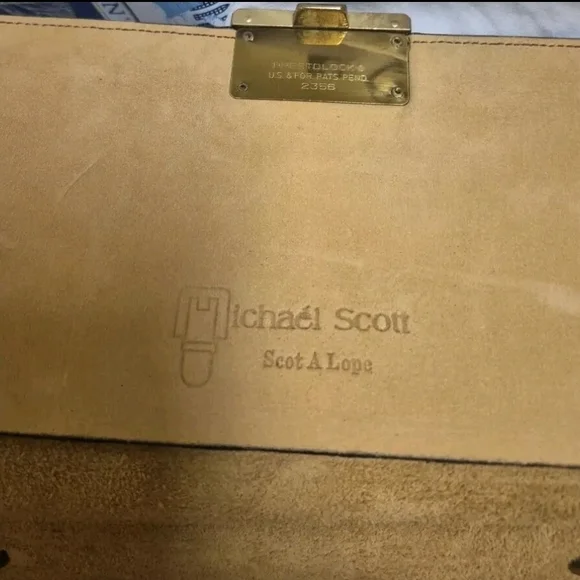 U.S. & FOR. PATS. PEND.
2356
Michaél Scott
Scot A Lope